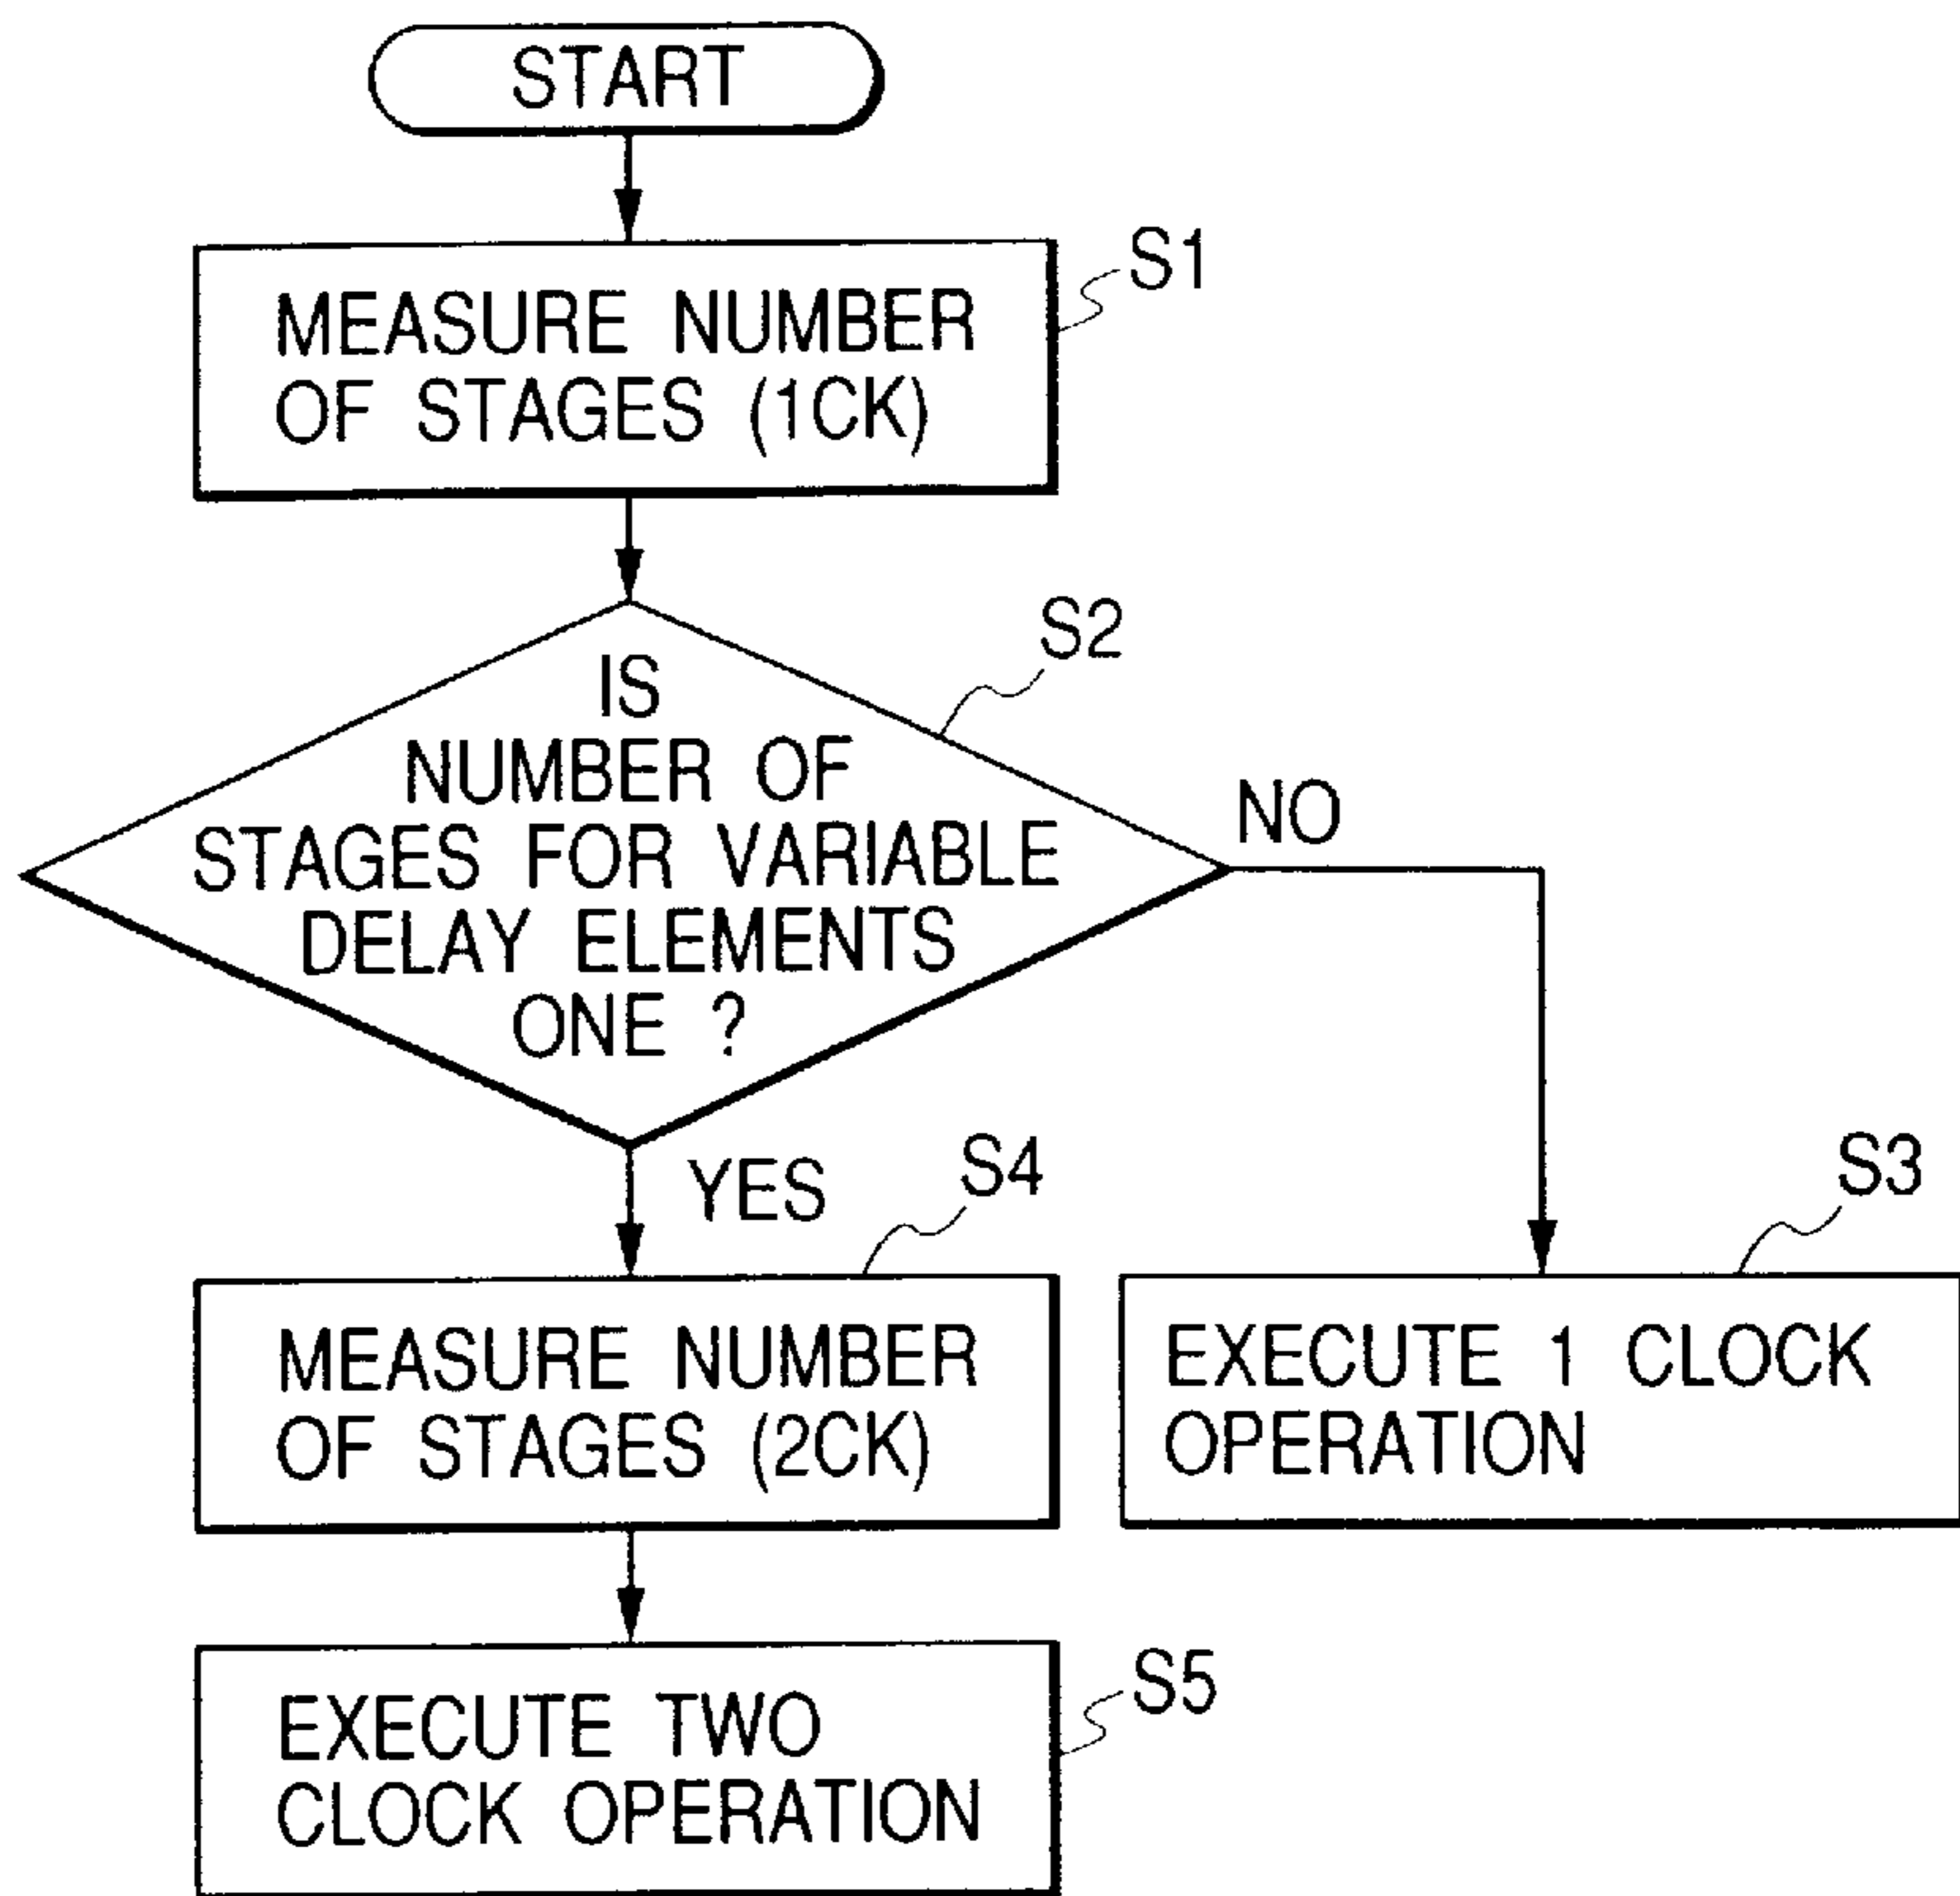 START
S1
MEASURE NUMBER
OF STAGES (1CK)
S2
IS
NUMBER OF
STAGES FOR VARIABLE
DELAY ELEMENTS
ONE ?
NO
YES
S4
MEASURE NUMBER
OF STAGES (2CK)
S3
EXECUTE 1 CLOCK
OPERATION
S5
EXECUTE TWO
CLOCK OPERATION